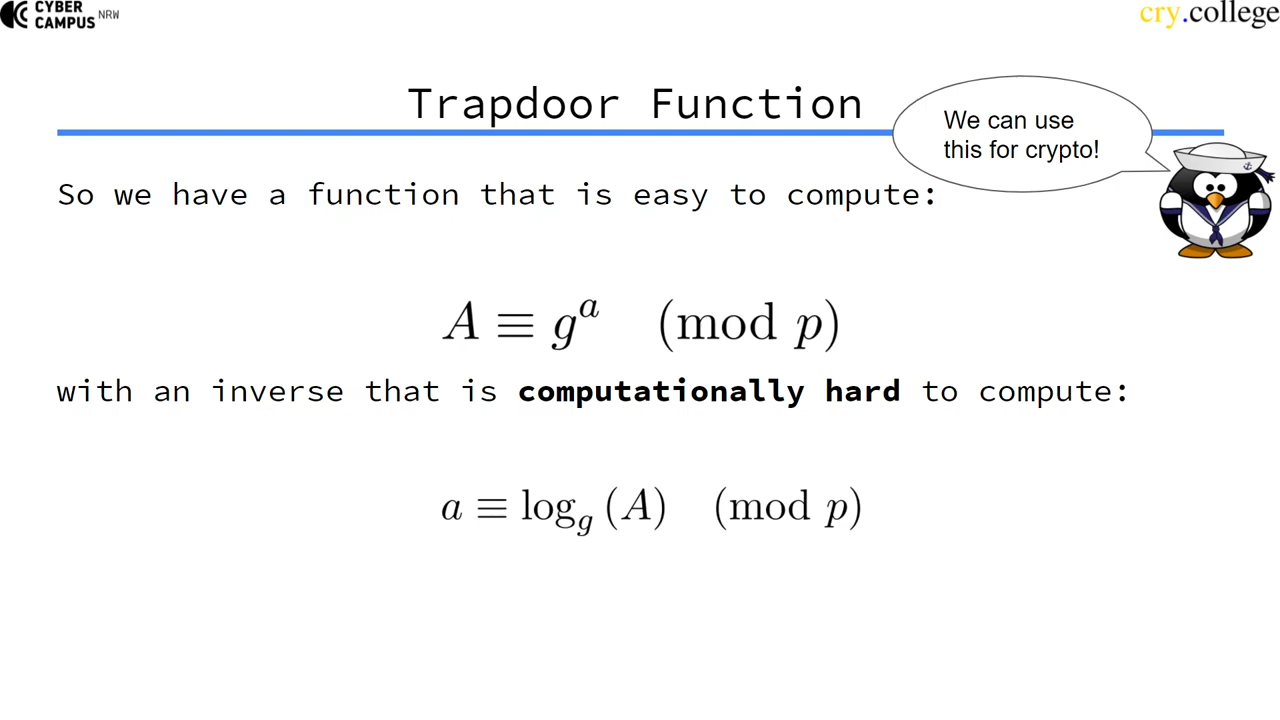 CYBER
CAMPUS NRW
cry.college
Trapdoor Function
We can use
this for crypto!
So we have a function that is easy to compute:
A ≡ g^a (mod p)
with an inverse that is computationally hard to compute:
a ≡ log_g (A) (mod p)